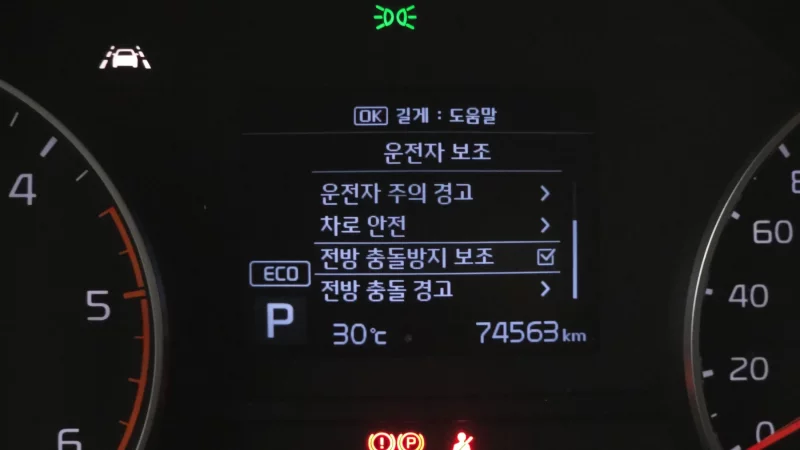 OK 길게 : 도움말
운전자 보조
운전자 주의 경고
차로 안전
전방 충돌방지 보조
전방 충돌 경고
ECO
P
30℃
74563 km
4
5
6
8
60
40
20
0
P